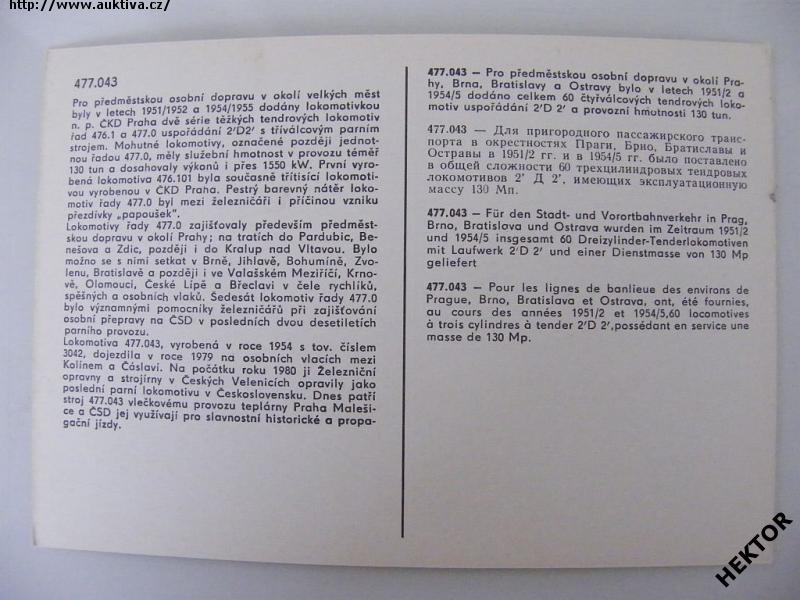 http://www.auktiva.cz/
477.043
Pro předměstskou osobní dopravu v okolí velkých měst
byly v letech 1951/1952 a 1954/1955 dodány lokomotivkou
n. p. ČKD Praha dvě série těžkých tendrových lokomotiv
řad 476.1 a 477.0 uspořádání 2'D2' s tříválcovým parním
strojem. Mohutné lokomotivy, označené později jednot-
nou řadou 477.0, měly služební hmotnost v provozu téměř
130 tun a dosahovaly výkonů i přes 1550 kW. První vyro-
bená lokomotiva 476.101 byla současně třítisící lokomoti-
vou vyrobenou v ČKD Praha. Pestrý barevný nátěr loko-
motiv řady 477.0 byl mezi železničáři i příčinou vzniku
přezdívky „papoušek".
Lokomotivy řady 477.0 zajišťovaly především předměst-
skou dopravu v okolí Prahy; na tratích do Pardubic, Be-
nešova a Zdic, později i do Kralup nad Vltavou. Bylo
možno se s nimi setkat v Brně, Jihlavě, Bohumíně, Zvo-
lenu, Bratislavě a později i ve Valašském Meziříčí, Krno-
vě, Olomouci, České Lípě a Břeclavi v čele rychlíků,
spěšných a osobních vlaků. Šedesát lokomotiv řady 477.0
bylo významnými pomocníky železničářů při zajišťování
osobní přepravy na ČSD v posledních dvou desetiletích
parního provozu.
Lokomotiva 477.043, vyrobená v roce 1954 s tov. číslem
3042, dojezdila v roce 1979 na osobních vlacích mezi
Kolínem a Čáslaví. Na počátku roku 1980 ji Železniční
opravny a strojírny v Českých Velenicích opravily jako
poslední parní lokomotivu v Československu. Dnes patří
stroj 477.043 vlečkovému provozu teplárny Praha Maleši-
ce a ČSD jej využívají pro slavnostní historické a propa-
gační jízdy.
477.043 — Pro předměstskou osobní dopravu v okolí Pra-
hy, Brna, Bratislavy a Ostravy bylo v letech 1951/2 a
1954/5 dodáno celkem 60 čtyřválcových tendrových loko-
motiv uspořádání 2'D 2' a provozní hmotnosti 130 tun.
477.043 — Для пригородного пассажирского транс-
порта в окрестностях Праги, Брно, Братиславы и
Остравы в 1951/2 гг. и в 1954/5 гг. было поставлено
в общей сложности 60 трехцилиндровых тендровых
локомотивов 2' Д 2', имеющих эксплуатационную
массу 130 Мп.
477.043 — Für den Stadt- und Vorortbahnverkehr in Prag,
Brno, Bratislava und Ostrava wurden im Zeitraum 1951/2
und 1954/5 insgesamt 60 Dreizylinder-Tenderlokomotiven
mit Laufwerk 2'D 2' und einer Dienstmasse von 130 Mp
geliefert
477.043 — Pour les lignes de banlieue des environs de
Prague, Brno, Bratislava et Ostrava, ont, été fournies,
au cours des années 1951/2 et 1954/5,60 locomotives
à trois cylindres à tender 2'D 2',possédant en service une
masse de 130 Mp.
HEKTOR